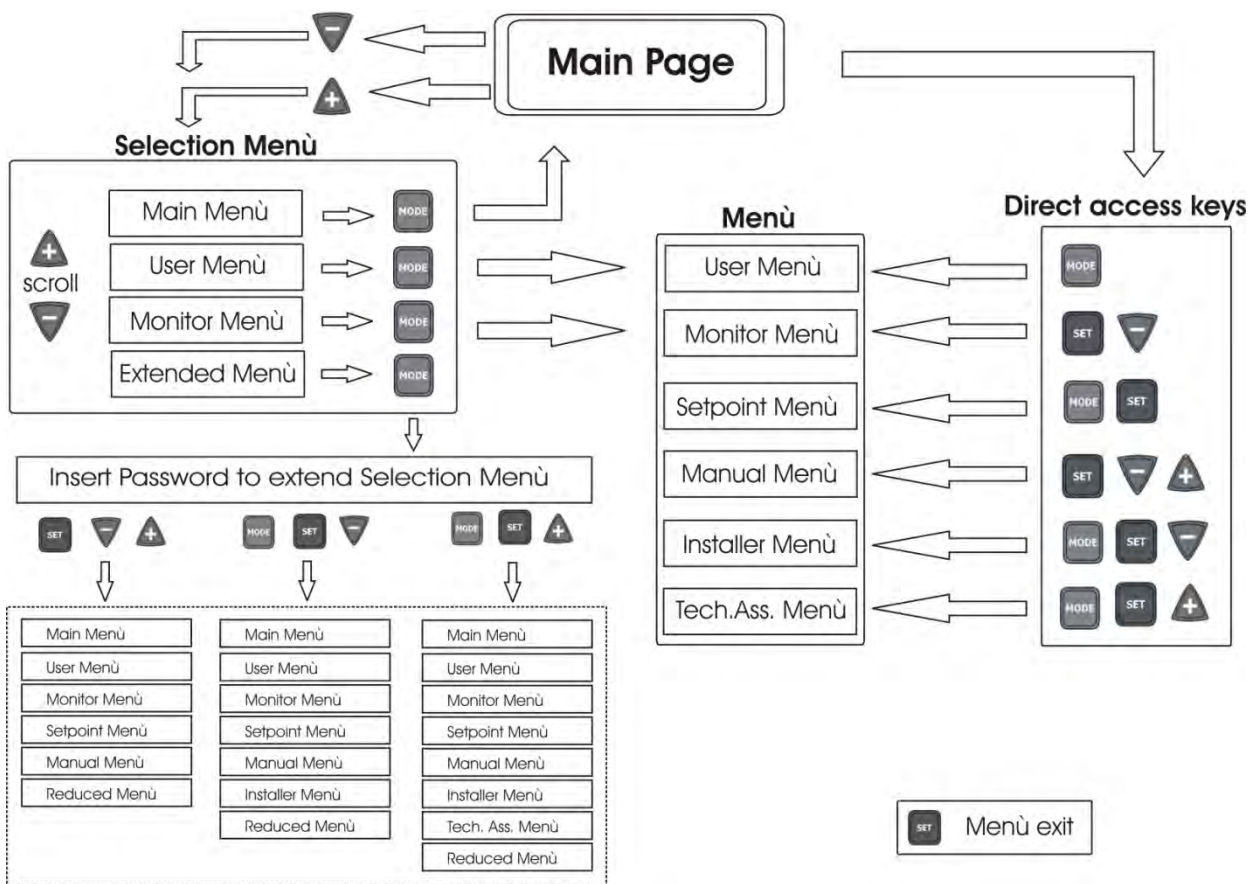 Main Page
-
+
Selection Menù
+
scroll
-
Main Menù
MODE
User Menù
MODE
Monitor Menù
MODE
Extended Menù
MODE
Insert Password to extend Selection Menù
SET - +
MODE SET -
MODE SET +
Main Menù
User Menù
Monitor Menù
Setpoint Menù
Manual Menù
Reduced Menù
Main Menù
User Menù
Monitor Menù
Setpoint Menù
Manual Menù
Installer Menù
Reduced Menù
Main Menù
User Menù
Monitor Menù
Setpoint Menù
Manual Menù
Installer Menù
Tech. Ass. Menù
Reduced Menù
Menù
User Menù
Monitor Menù
Setpoint Menù
Manual Menù
Installer Menù
Tech.Ass. Menù
Direct access keys
MODE
SET -
MODE SET
SET - +
MODE SET -
MODE SET +
SET Menù exit